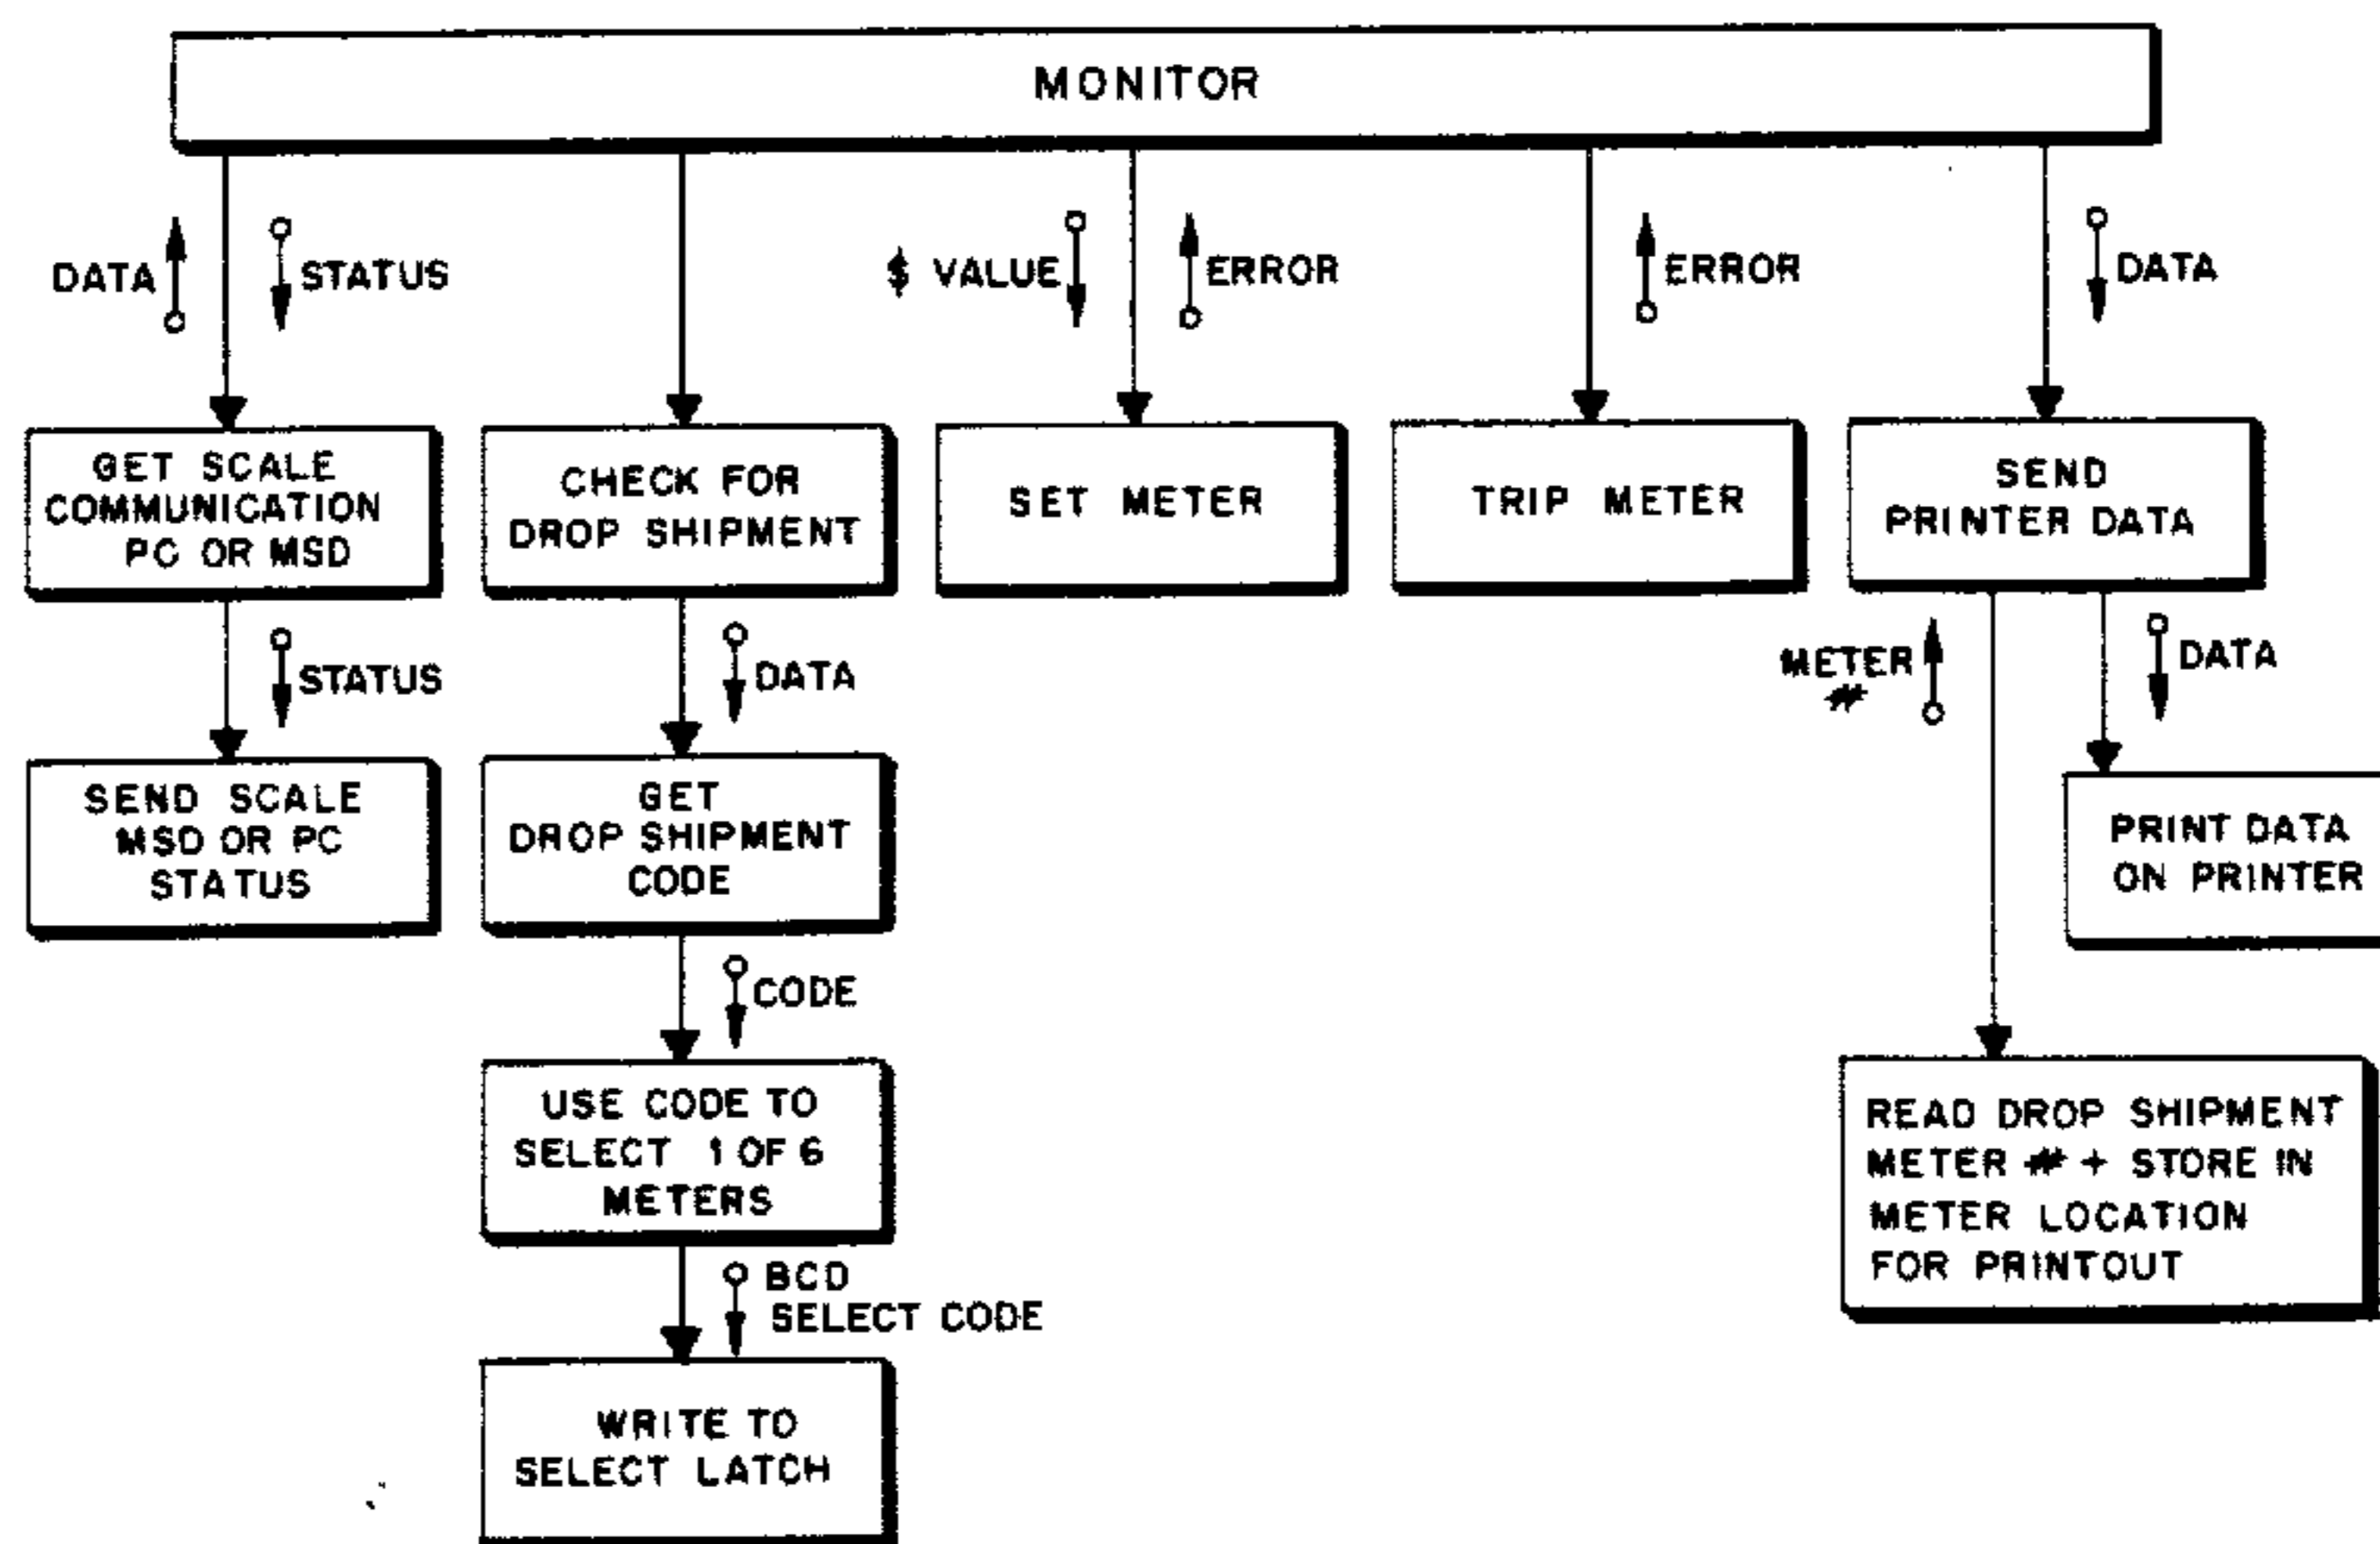 MONITOR
DATA
STATUS
$ VALUE
ERROR
ERROR
DATA
GET SCALE
COMMUNICATION
PC OR MSD
CHECK FOR
DROP SHIPMENT
SET METER
TRIP METER
SEND
PRINTER DATA
STATUS
DATA
METER
#
DATA
SEND SCALE
MSD OR PC
STATUS
GET
DROP SHIPMENT
CODE
PRINT DATA
ON PRINTER
CODE
USE CODE TO
SELECT 1 OF 6
METERS
READ DROP SHIPMENT
METER # + STORE IN
METER LOCATION
FOR PRINTOUT
BCD
SELECT CODE
WRITE TO
SELECT LATCH